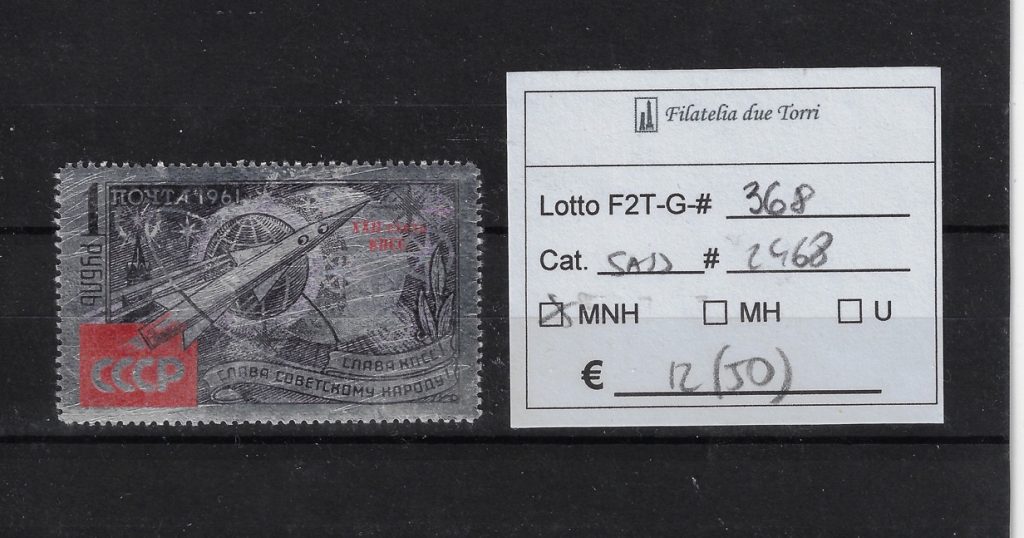 ПОЧТА 1961
1 РУБЛЬ
XXII съезд
КПСС
СССР
СЛАВА КПСС!
СЛАВА СОВЕТСКОМУ НАРОДУ!
Filatelia due Torri
Lotto F2T-G-# 368
Cat. SASS # 2468
MNH MH U
€ 12 (50)